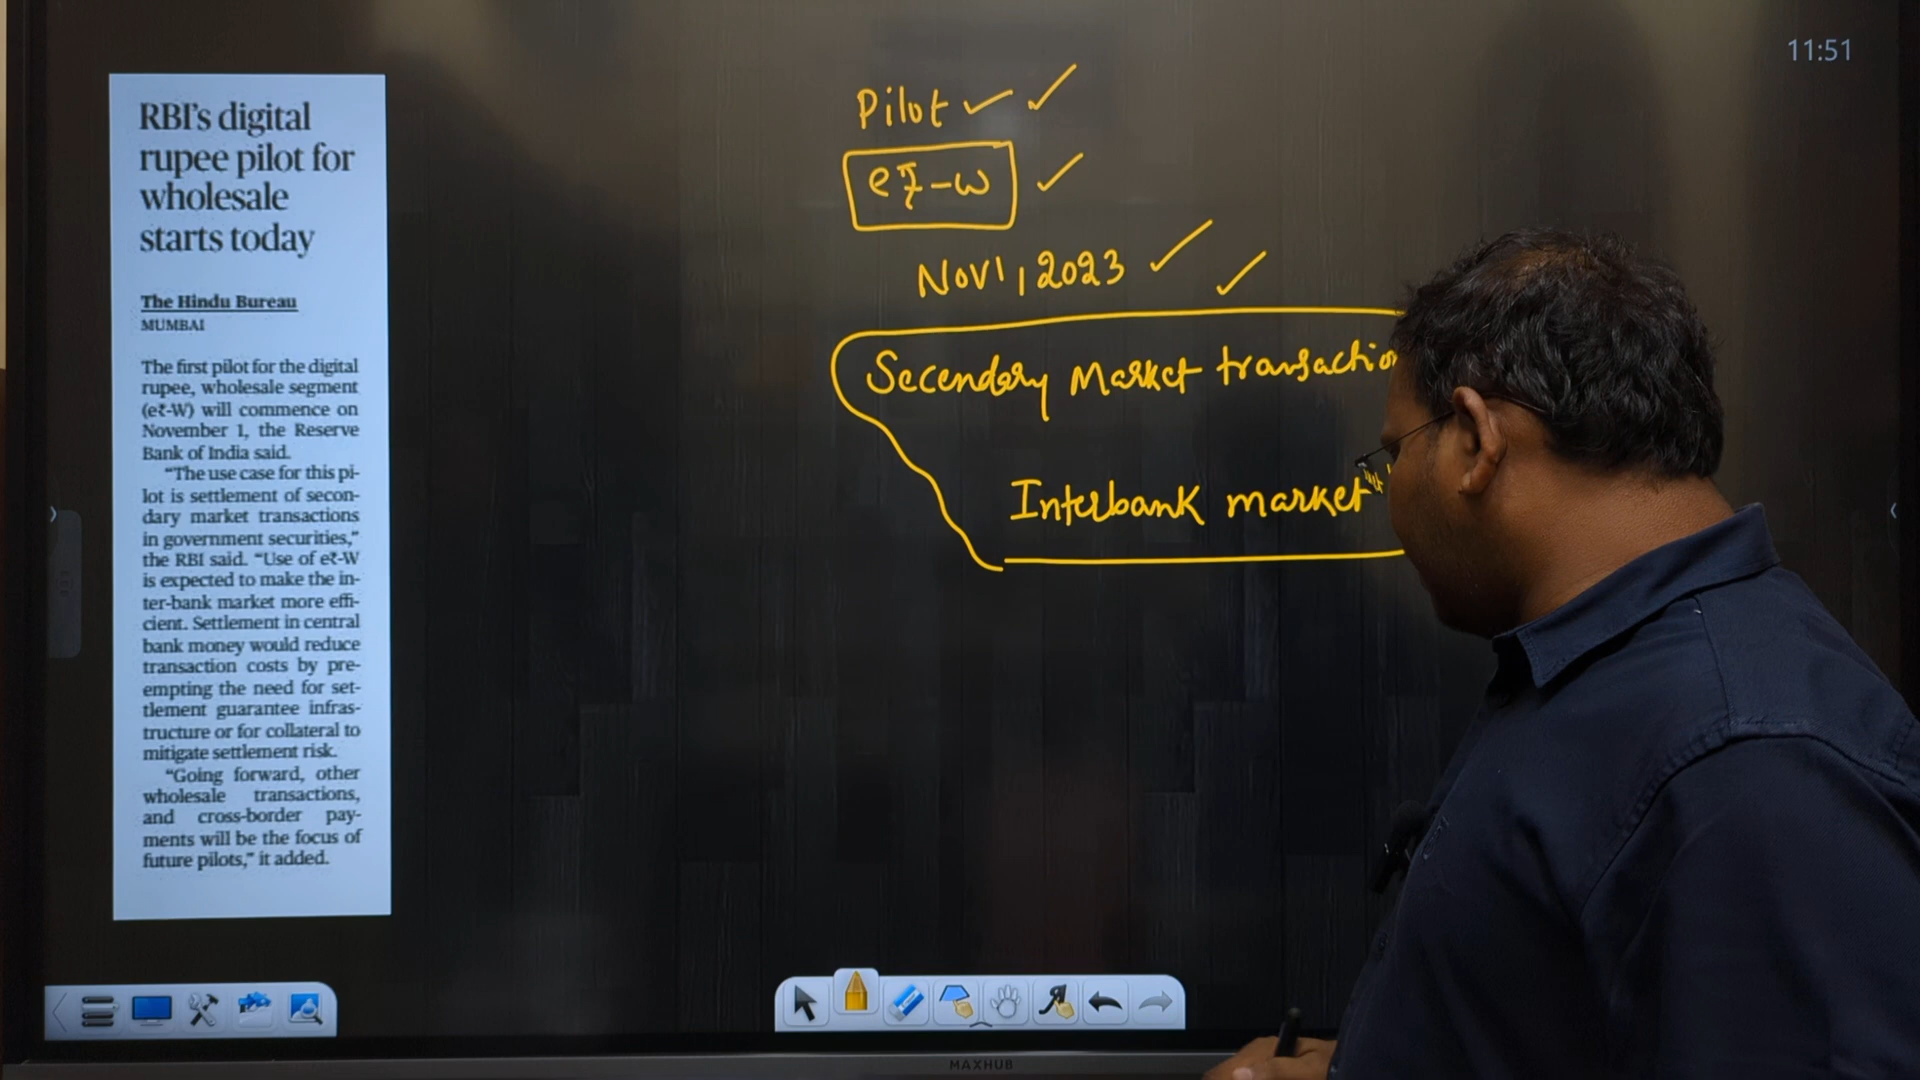 RBI's digital
rupee pilot for
wholesale
starts today
The Hindu Bureau
MUMBAI
The first pilot for the digital
rupee, wholesale segment
(e₹-W) will commence on
November 1, the Reserve
Bank of India said.
"The use case for this pi-
lot is settlement of secon-
dary market transactions
in government securities,"
the RBI said. "Use of e₹-W
is expected to make the in-
ter-bank market more effi-
cient. Settlement in central
bank money would reduce
transaction costs by pre-
empting the need for set-
tlement guarantee infras-
tructure or for collateral to
mitigate settlement risk.
"Going forward, other
wholesale transactions,
and cross-border pay-
ments will be the focus of
future pilots," it added.
Pilot
e₹-w
Nov 1, 2023
Secendary Market transaction
Interbank market
11:51
MAXHUB